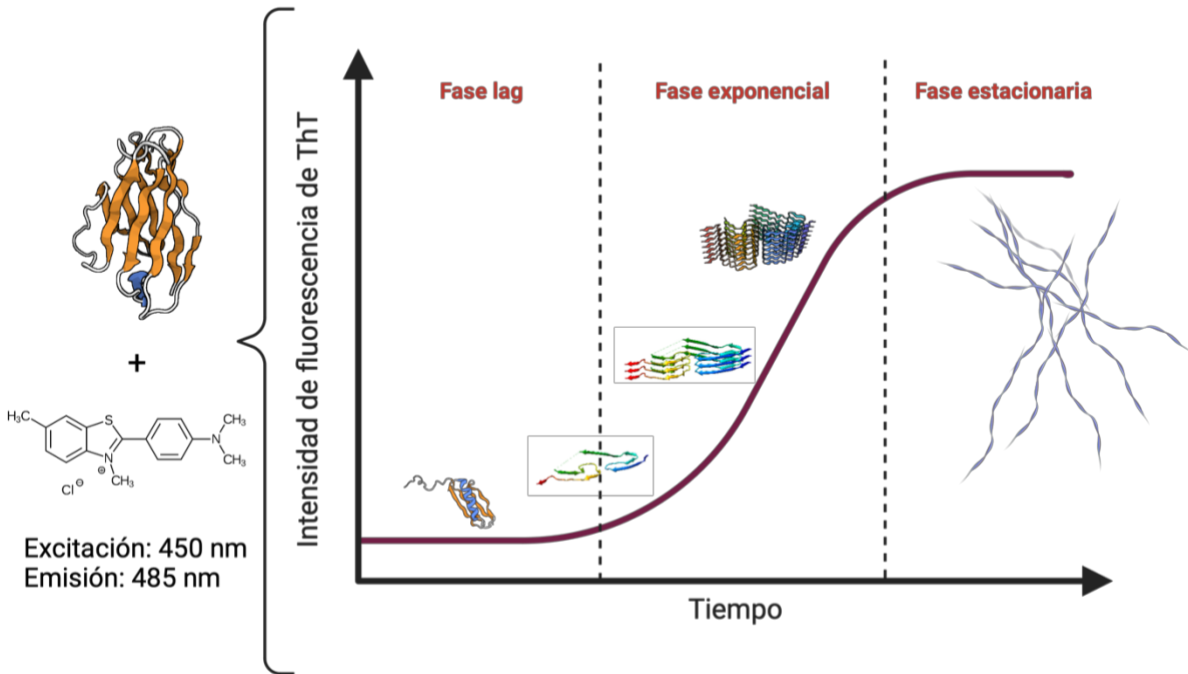 Fase lag
Fase exponencial
Fase estacionaria
Intensidad de fluorescencia de ThT
+
H₃C
S
N
⊕
CH₃
N
CH₃
CH₃
Cl⊖
Excitación: 450 nm
Emisión: 485 nm
Tiempo